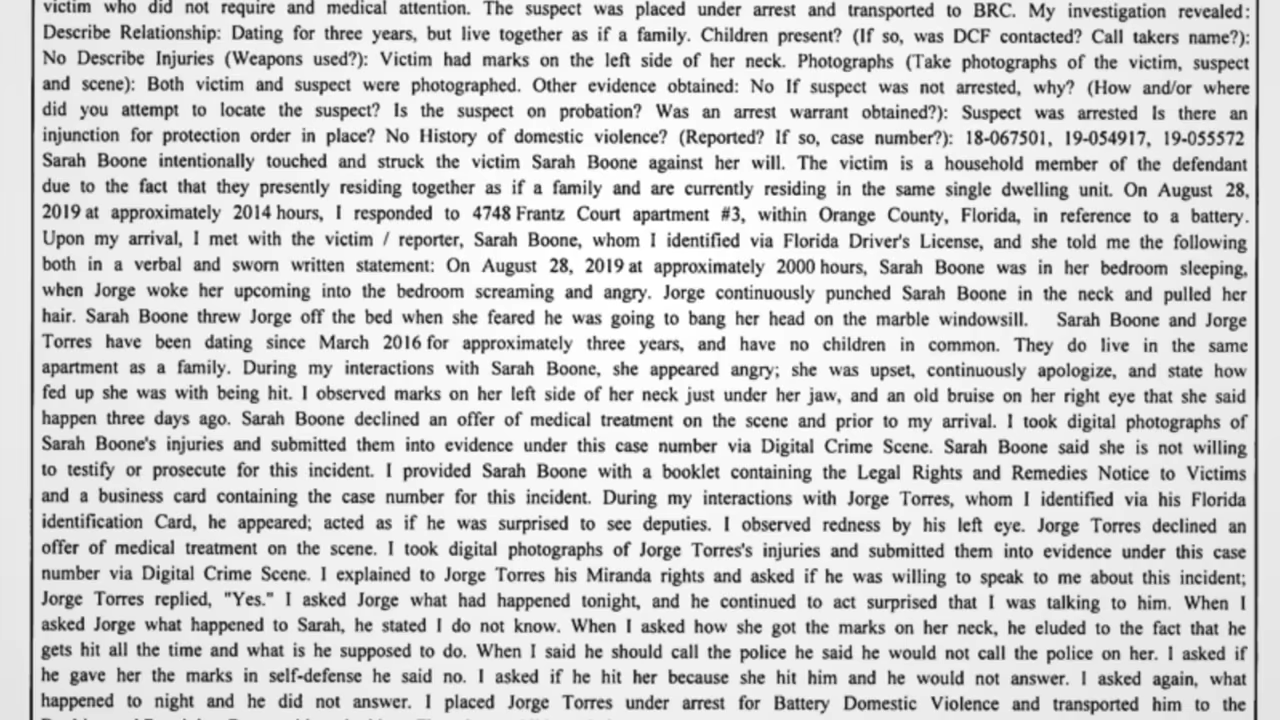 victim who did not require and medical attention. The suspect was placed under arrest and transported to BRC. My investigation revealed:
Describe Relationship: Dating for three years, but live together as if a family. Children present? (If so, was DCF contacted? Call takers name?):
No Describe Injuries (Weapons used?): Victim had marks on the left side of her neck. Photographs (Take photographs of the victim, suspect
and scene): Both victim and suspect were photographed. Other evidence obtained: No If suspect was not arrested, why? (How and/or where
did you attempt to locate the suspect? Is the suspect on probation? Was an arrest warrant obtained?): Suspect was arrested Is there an
injunction for protection order in place? No History of domestic violence? (Reported? If so, case number?): 18-067501, 19-054917, 19-055572
Sarah Boone intentionally touched and struck the victim Sarah Boone against her will. The victim is a household member of the defendant
due to the fact that they presently residing together as if a family and are currently residing in the same single dwelling unit. On August 28,
2019 at approximately 2014 hours, I responded to 4748 Frantz Court apartment #3, within Orange County, Florida, in reference to a battery.
Upon my arrival, I met with the victim / reporter, Sarah Boone, whom I identified via Florida Driver's License, and she told me the following
both in a verbal and sworn written statement: On August 28, 2019 at approximately 2000 hours, Sarah Boone was in her bedroom sleeping,
when Jorge woke her upcoming into the bedroom screaming and angry. Jorge continuously punched Sarah Boone in the neck and pulled her
hair. Sarah Boone threw Jorge off the bed when she feared he was going to bang her head on the marble windowsill. Sarah Boone and Jorge
Torres have been dating since March 2016 for approximately three years, and have no children in common. They do live in the same
apartment as a family. During my interactions with Sarah Boone, she appeared angry; she was upset, continuously apologize, and state how
fed up she was with being hit. I observed marks on her left side of her neck just under her jaw, and an old bruise on her right eye that she said
happen three days ago. Sarah Boone declined an offer of medical treatment on the scene and prior to my arrival. I took digital photographs of
Sarah Boone's injuries and submitted them into evidence under this case number via Digital Crime Scene. Sarah Boone said she is not willing
to testify or prosecute for this incident. I provided Sarah Boone with a booklet containing the Legal Rights and Remedies Notice to Victims
and a business card containing the case number for this incident. During my interactions with Jorge Torres, whom I identified via his Florida
identification Card, he appeared; acted as if he was surprised to see deputies. I observed redness by his left eye. Jorge Torres declined an
offer of medical treatment on the scene. I took digital photographs of Jorge Torres's injuries and submitted them into evidence under this case
number via Digital Crime Scene. I explained to Jorge Torres his Miranda rights and asked if he was willing to speak to me about this incident;
Jorge Torres replied, "Yes." I asked Jorge what had happened tonight, and he continued to act surprised that I was talking to him. When I
asked Jorge what happened to Sarah, he stated I do not know. When I asked how she got the marks on her neck, he eluded to the fact that he
gets hit all the time and what is he supposed to do. When I said he should call the police he said he would not call the police on her. I asked if
he gave her the marks in self-defense he said no. I asked if he hit her because she hit him and he would not answer. I asked again, what
happened to night and he did not answer. I placed Jorge Torres under arrest for Battery Domestic Violence and transported him to the